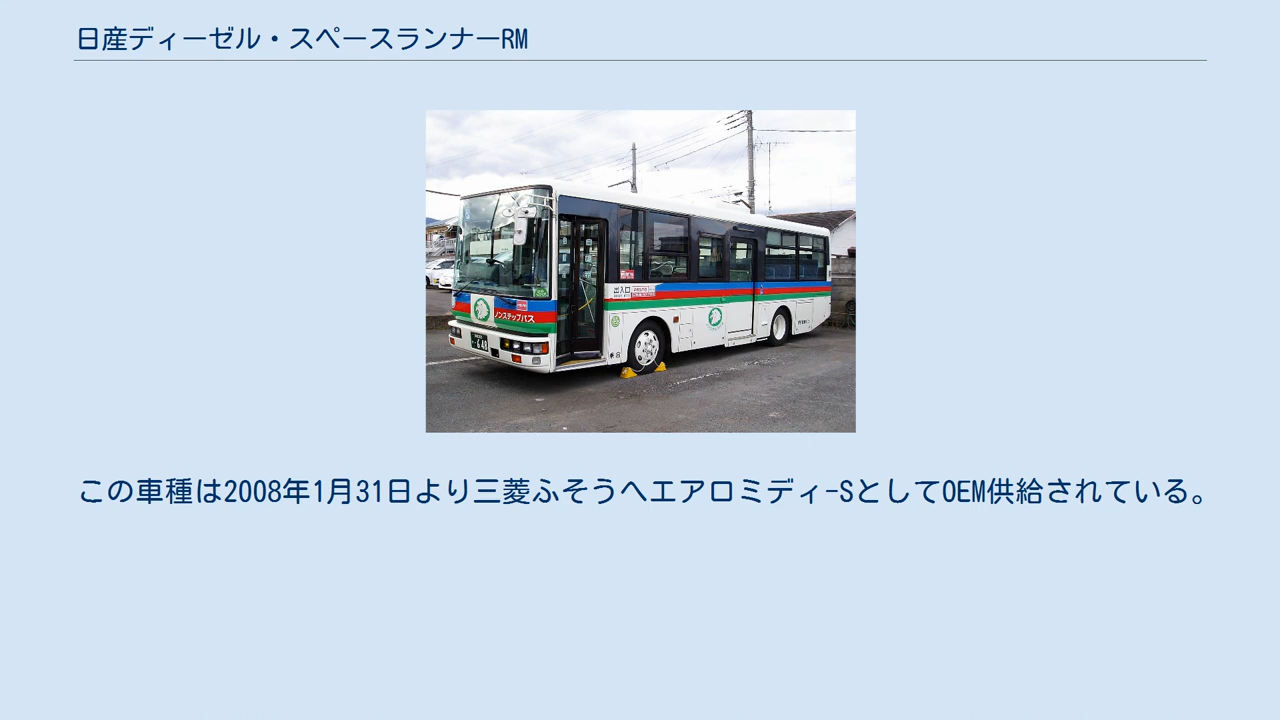 日産ディーゼル・スペースランナーRM
出入口
ノンステップバス
648
この車種は2008年1月31日より三菱ふそうへエアロミディ-SとしてOEM供給されている。